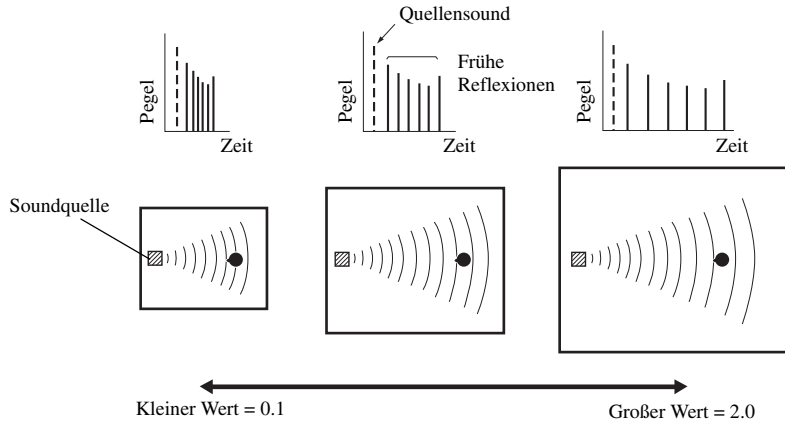 Quellensound
Frühe
Reflexionen
Pegel
Zeit
Pegel
Zeit
Pegel
Zeit
Soundquelle
Kleiner Wert = 0.1
Großer Wert = 2.0